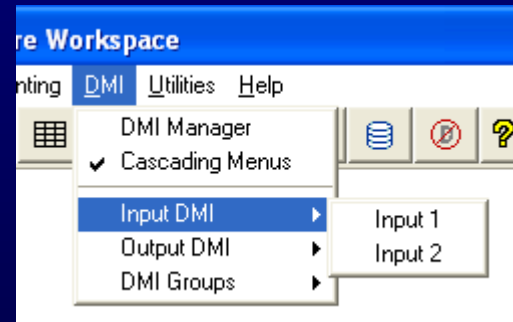 re Workspace
nting DMI Utilities Help
DMI Manager
Cascading Menus
Input DMI
Output DMI
DMI Groups
Input 1
Input 2